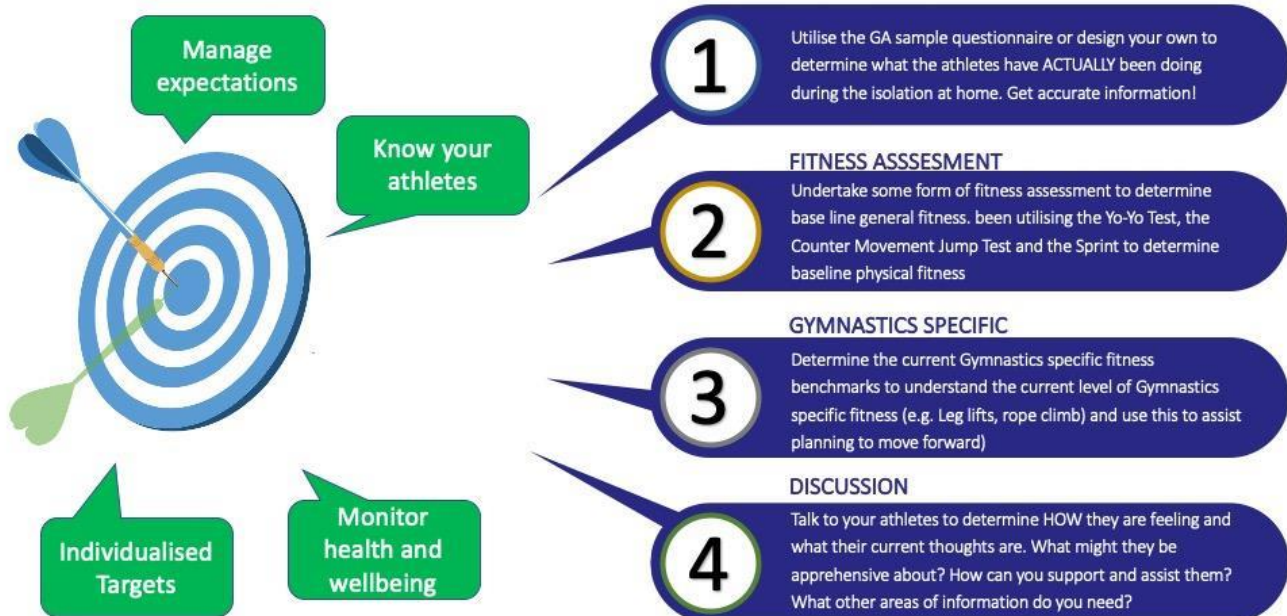 Manage
expectations
Know your
athletes
Individualised
Targets
Monitor
health and
wellbeing
1
Utilise the GA sample questionnaire or design your own to
determine what the athletes have ACTUALLY been doing
during the isolation at home. Get accurate information!
FITNESS ASSSESMENT
2
Undertake some form of fitness assessment to determine
base line general fitness. been utilising the Yo-Yo Test, the
Counter Movement Jump Test and the Sprint to determine
baseline physical fitness
GYMNASTICS SPECIFIC
3
Determine the current Gymnastics specific fitness
benchmarks to understand the current level of Gymnastics
specific fitness (e.g. Leg lifts, rope climb) and use this to assist
planning to move forward)
DISCUSSION
4
Talk to your athletes to determine HOW they are feeling and
what their current thoughts are. What might they be
apprehensive about? How can you support and assist them?
What other areas of information do you need?